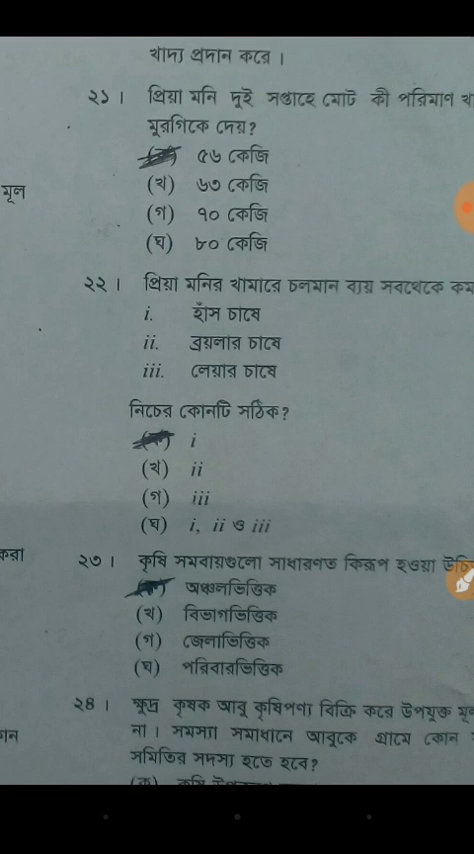 খাদ্য প্রদান করে ।
২১ । প্রিয়া মনি দুই সপ্তাহে মোট কী পরিমাণ
মুরগিকে দেয়?
৫৬ কেজি
(খ) ৬৩ কেজি
মূল
(গ) ৭০ কেজি
(ঘ) ৮০ কেজি
২২ । প্রিয়া মনির খামারে চলমান ব্যয় সবথেকে কম
i. হাঁস চাষে
ii. ব্রয়লার চাষে
iii. লেয়ার চাষে
নিচের কোনটি সঠিক?
(ক) i
(খ) ii
(গ) iii
(ঘ) i, ii ও iii
করা
২৩ । কৃষি সমবায়গুলো সাধারণত কিরূপ হওয়া
অঞ্চলভিত্তিক
(খ) বিভাগভিত্তিক
(গ) জেলাভিত্তিক
(ঘ) পরিবারভিত্তিক
২৪ । ক্ষুদ্র কৃষক আবু কৃষিপণ্য বিক্রি করে উপযুক্ত
না । সমস্যা সমাধানে আবুকে গ্রামে কোন
সমিতির সদস্য হতে হবে?
(ক) কৃষি